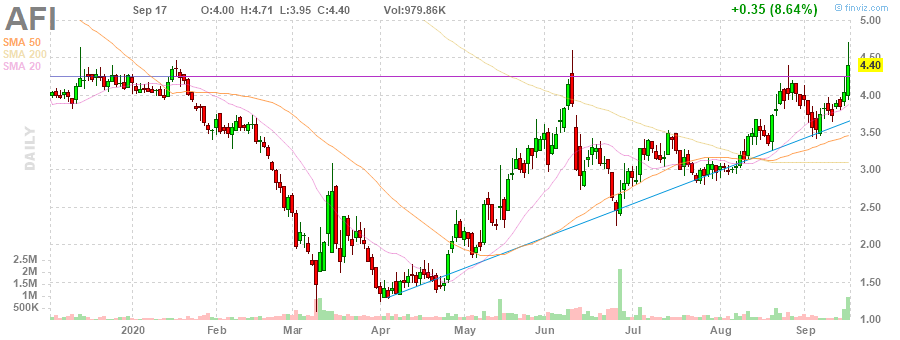 AFI
Sep 17 O:4.00 H:4.71 L:3.95 C:4.40 Vol:979.86K +0.35 (8.64%) © finviz.com
SMA 50
SMA 200
SMA 20
DAILY
5.00
4.50
4.40
4.00
3.50
3.00
2.50
2.00
1.50
1.00
2.5M
2M
1.5M
1M
500K
2020 Feb Mar Apr May Jun Jul Aug Sep